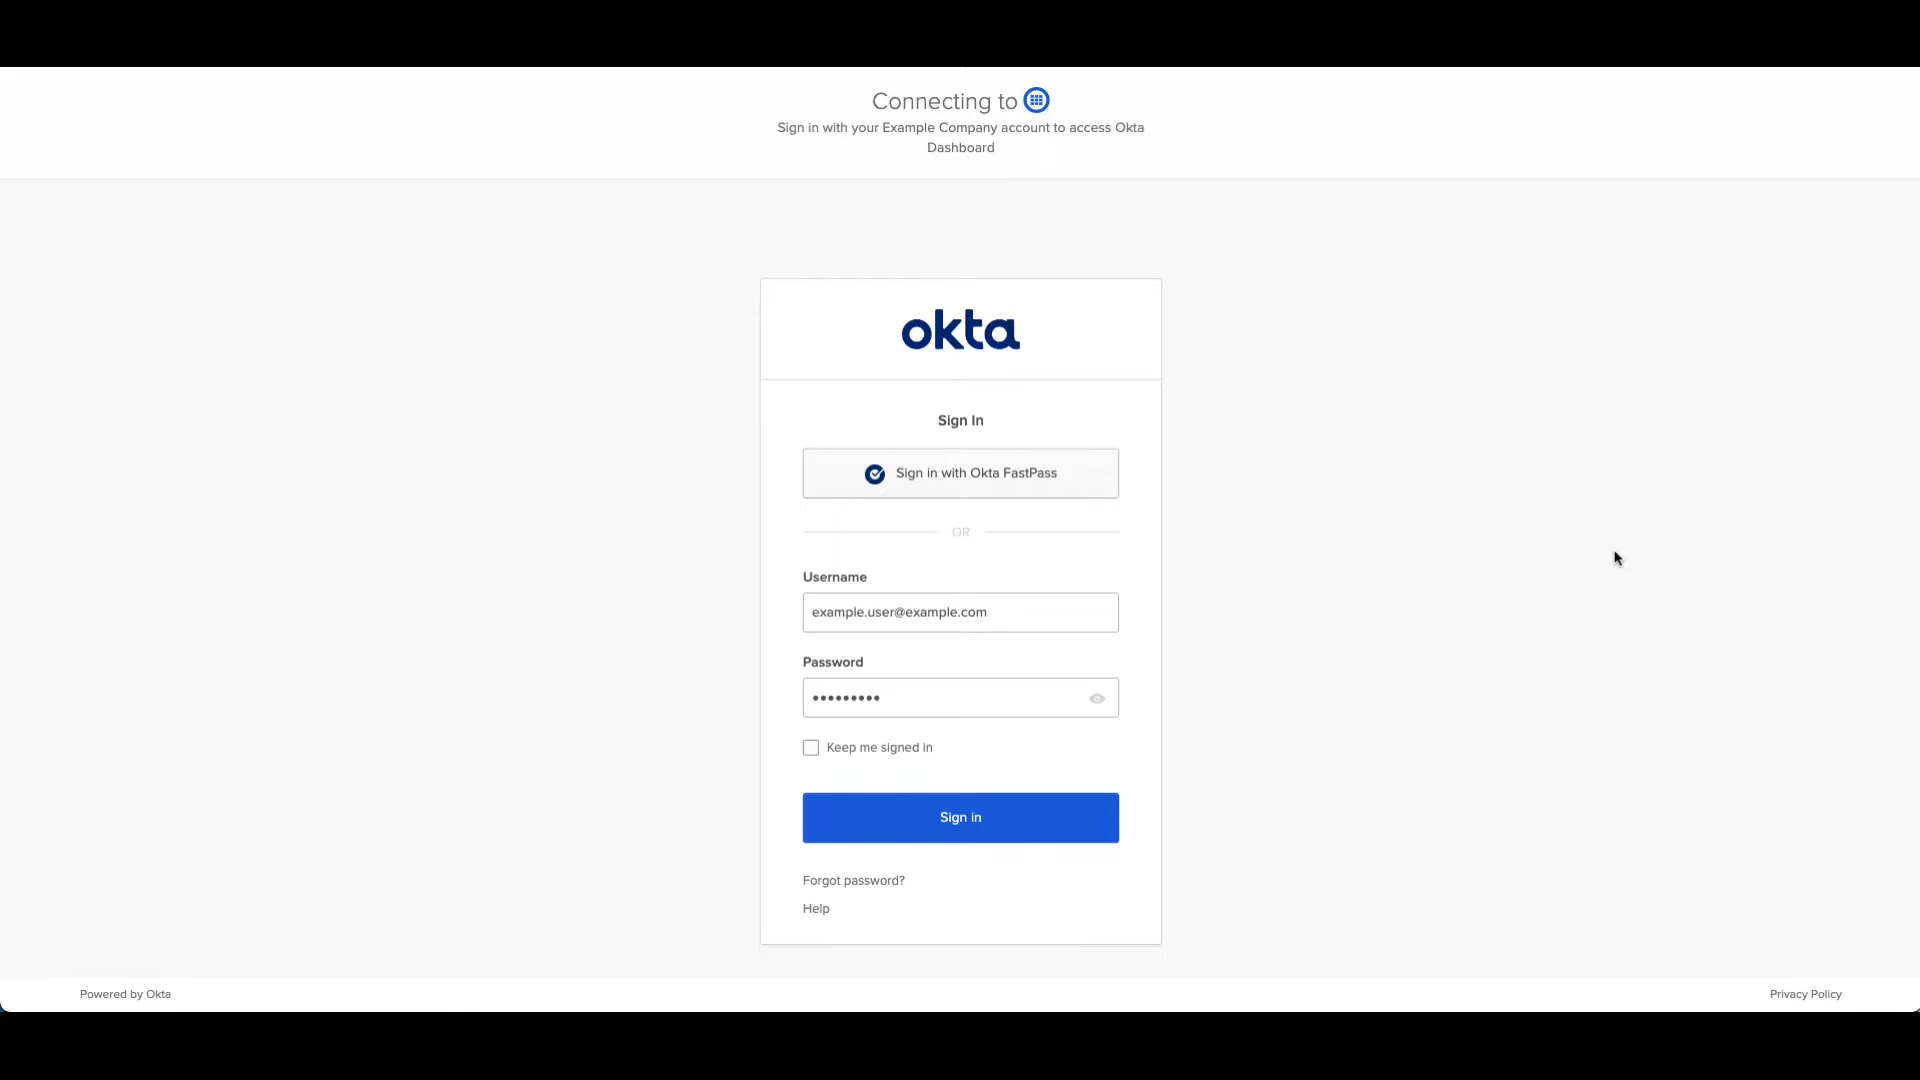 Connecting to
Sign in with your Example Company account to access Okta
Dashboard
okta
Sign In
Sign in with Okta FastPass
OR
Username
example.user@example.com
Password
•••••••••
Keep me signed in
Sign in
Forgot password?
Help
Powered by Okta
Privacy Policy